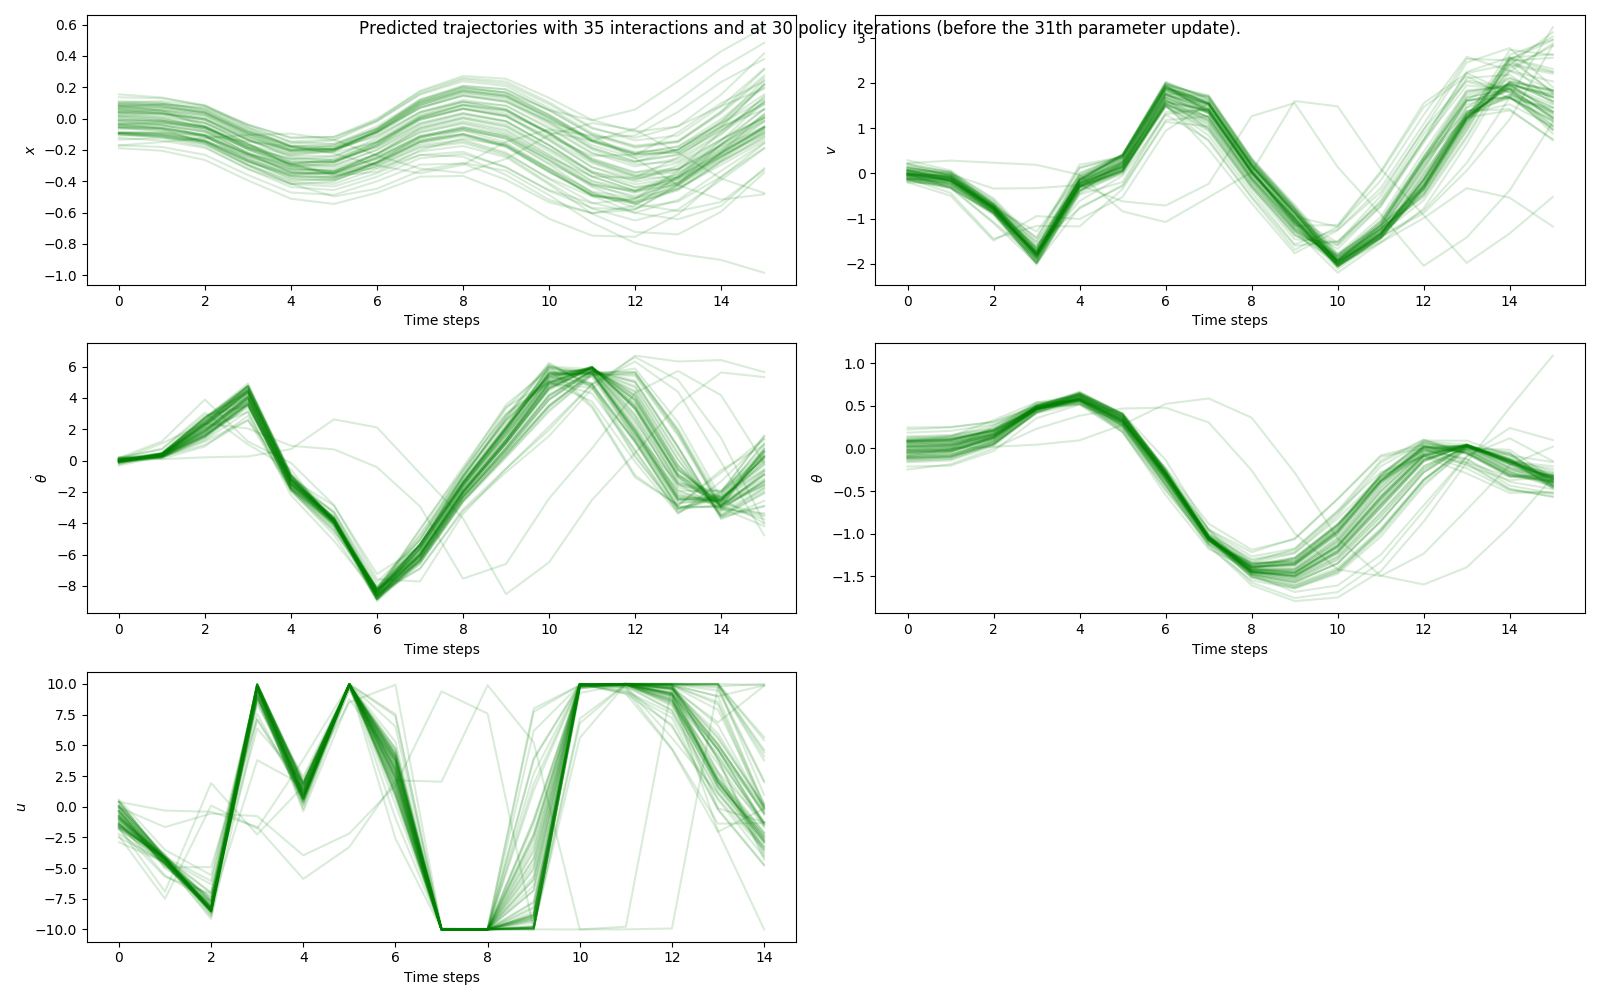 Predicted trajectories with 35 interactions and at 30 policy iterations (before the 31th parameter update).
0.6
0.4
0.2
0.0
−0.2
−0.4
−0.6
−0.8
−1.0
x
0 2 4 6 8 10 12 14
Time steps
3
2
1
0
−1
−2
v
0 2 4 6 8 10 12 14
Time steps
6
4
2
0
−2
−4
−6
−8
θ̇
0 2 4 6 8 10 12 14
Time steps
1.0
0.5
0.0
−0.5
−1.0
−1.5
θ
0 2 4 6 8 10 12 14
Time steps
10.0
7.5
5.0
2.5
0.0
−2.5
−5.0
−7.5
−10.0
u
0 2 4 6 8 10 12 14
Time steps